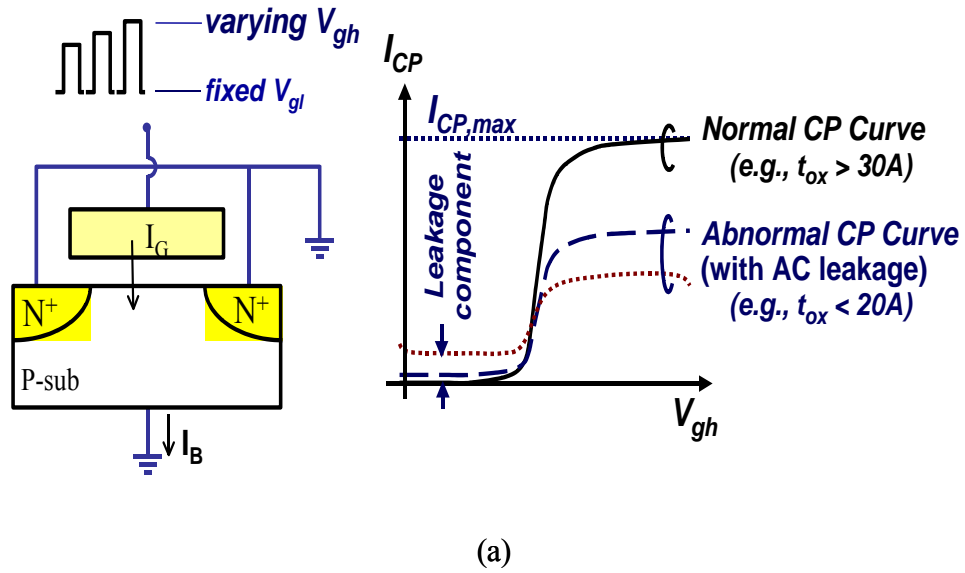 varying Vgh
fixed Vgl
ICP
ICP,max
Leakage
component
Normal CP Curve
(e.g., tox > 30A)
Abnormal CP Curve
(with AC leakage)
(e.g., tox < 20A)
IG
N+
N+
P-sub
IB
Vgh
(a)